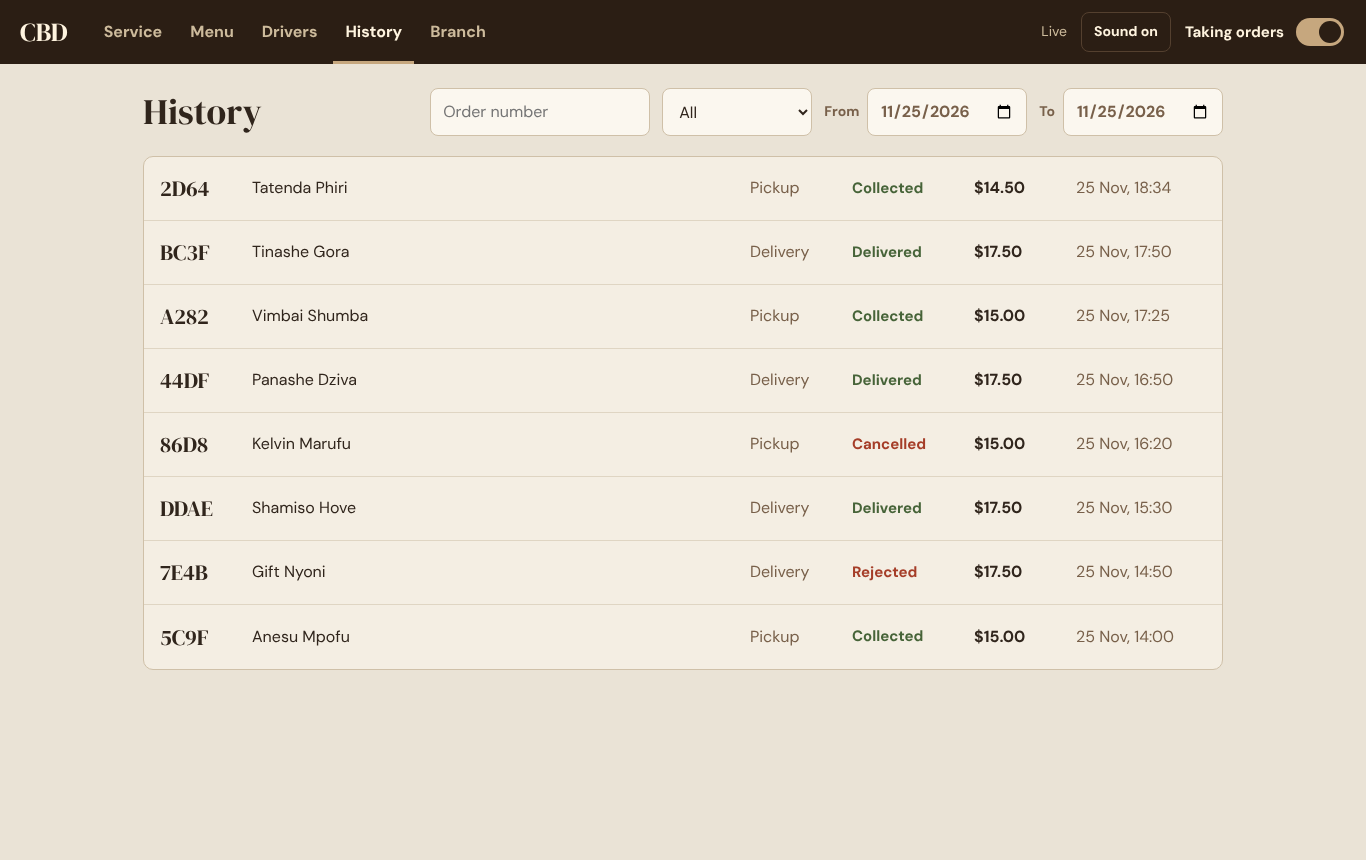 CBD Service Menu Drivers History Branch Live Sound on Taking orders
History Order number All From 11/25/2026 To 11/25/2026
2D64 Tatenda Phiri Pickup Collected $14.50 25 Nov, 18:34
BC3F Tinashe Gora Delivery Delivered $17.50 25 Nov, 17:50
A282 Vimbai Shumba Pickup Collected $15.00 25 Nov, 17:25
44DF Panashe Dziva Delivery Delivered $17.50 25 Nov, 16:50
86D8 Kelvin Marufu Pickup Cancelled $15.00 25 Nov, 16:20
DDAE Shamiso Hove Delivery Delivered $17.50 25 Nov, 15:30
7E4B Gift Nyoni Delivery Rejected $17.50 25 Nov, 14:50
5C9F Anesu Mpofu Pickup Collected $15.00 25 Nov, 14:00